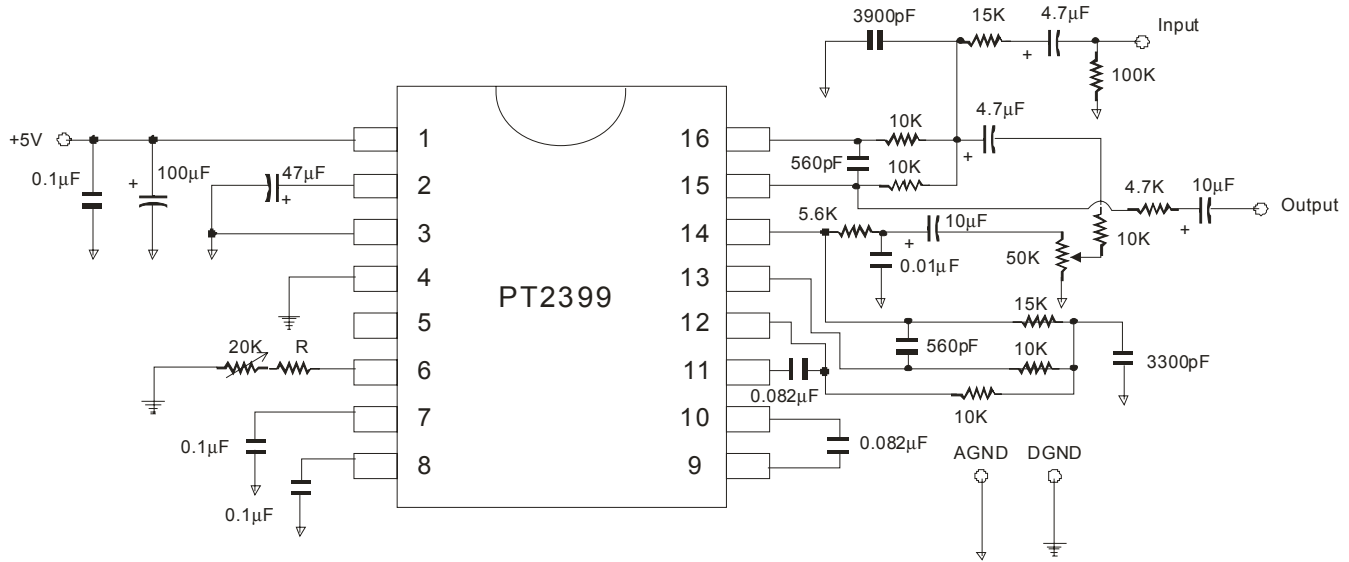 3900pF
15K
4.7μF
Input
100K
+
+5V
0.1μF
100μF
+
47μF
+
1
2
3
4
5
6
7
8
PT2399
16
15
14
13
12
11
10
9
10K
560pF
10K
4.7μF
+
4.7K
10μF
+
Output
5.6K
10μF
+
0.01μF
50K
10K
15K
560pF
10K
3300pF
0.082μF
10K
0.082μF
20K
R
0.1μF
0.1μF
AGND
DGND